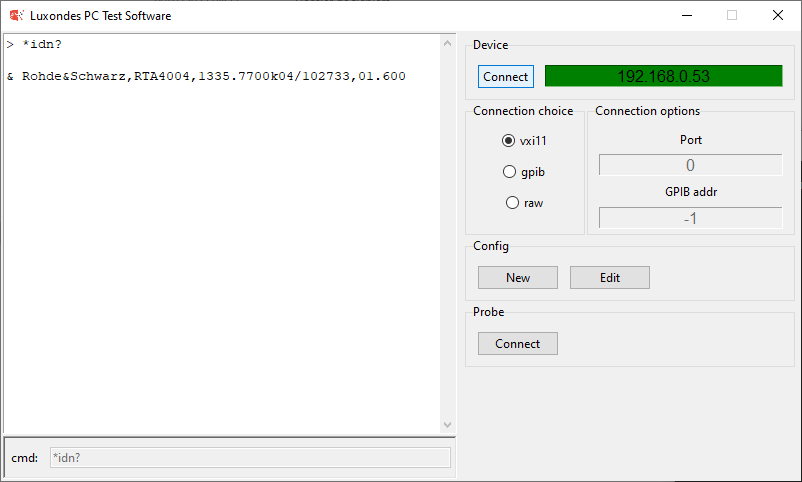 Luxondes PC Test Software
> *idn?
& Rohde&Schwarz,RTA4004,1335.7700k04/102733,01.600
cmd: *idn?
Device
Connect 192.168.0.53
Connection choice
vxi11
gpib
raw
Connection options
Port
0
GPIB addr
-1
Config
New Edit
Probe
Connect